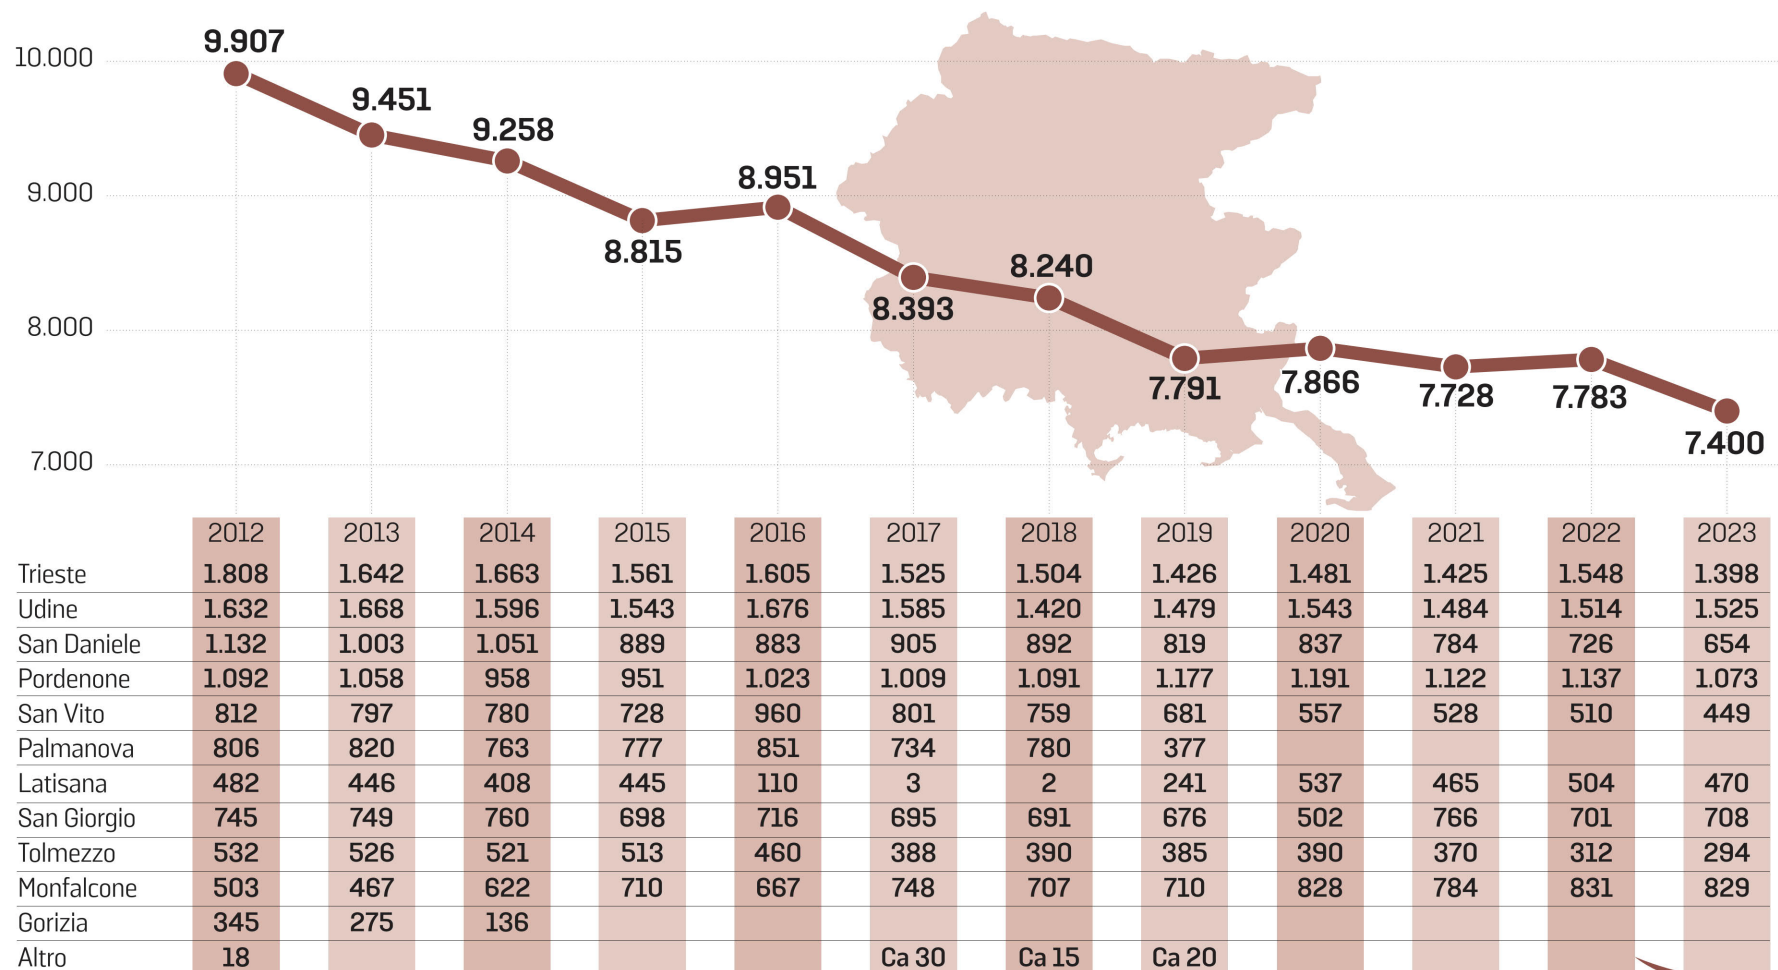 10.000
9.000
8.000
7.000
9.907
9.451
9.258
8.815
8.951
8.393
8.240
7.791
7.866
7.728
7.783
7.400
2012 2013 2014 2015 2016 2017 2018 2019 2020 2021 2022 2023
Trieste 1.808 1.642 1.663 1.561 1.605 1.525 1.504 1.426 1.481 1.425 1.548 1.398
Udine 1.632 1.668 1.596 1.543 1.676 1.585 1.420 1.479 1.543 1.484 1.514 1.525
San Daniele 1.132 1.003 1.051 889 883 905 892 819 837 784 726 654
Pordenone 1.092 1.058 958 951 1.023 1.009 1.091 1.177 1.191 1.122 1.137 1.073
San Vito 812 797 780 728 960 801 759 681 557 528 510 449
Palmanova 806 820 763 777 851 734 780 377
Latisana 482 446 408 445 110 3 2 241 537 465 504 470
San Giorgio 745 749 760 698 716 695 691 676 502 766 701 708
Tolmezzo 532 526 521 513 460 388 390 385 390 370 312 294
Monfalcone 503 467 622 710 667 748 707 710 828 784 831 829
Gorizia 345 275 136
Altro 18 Ca 30 Ca 15 Ca 20